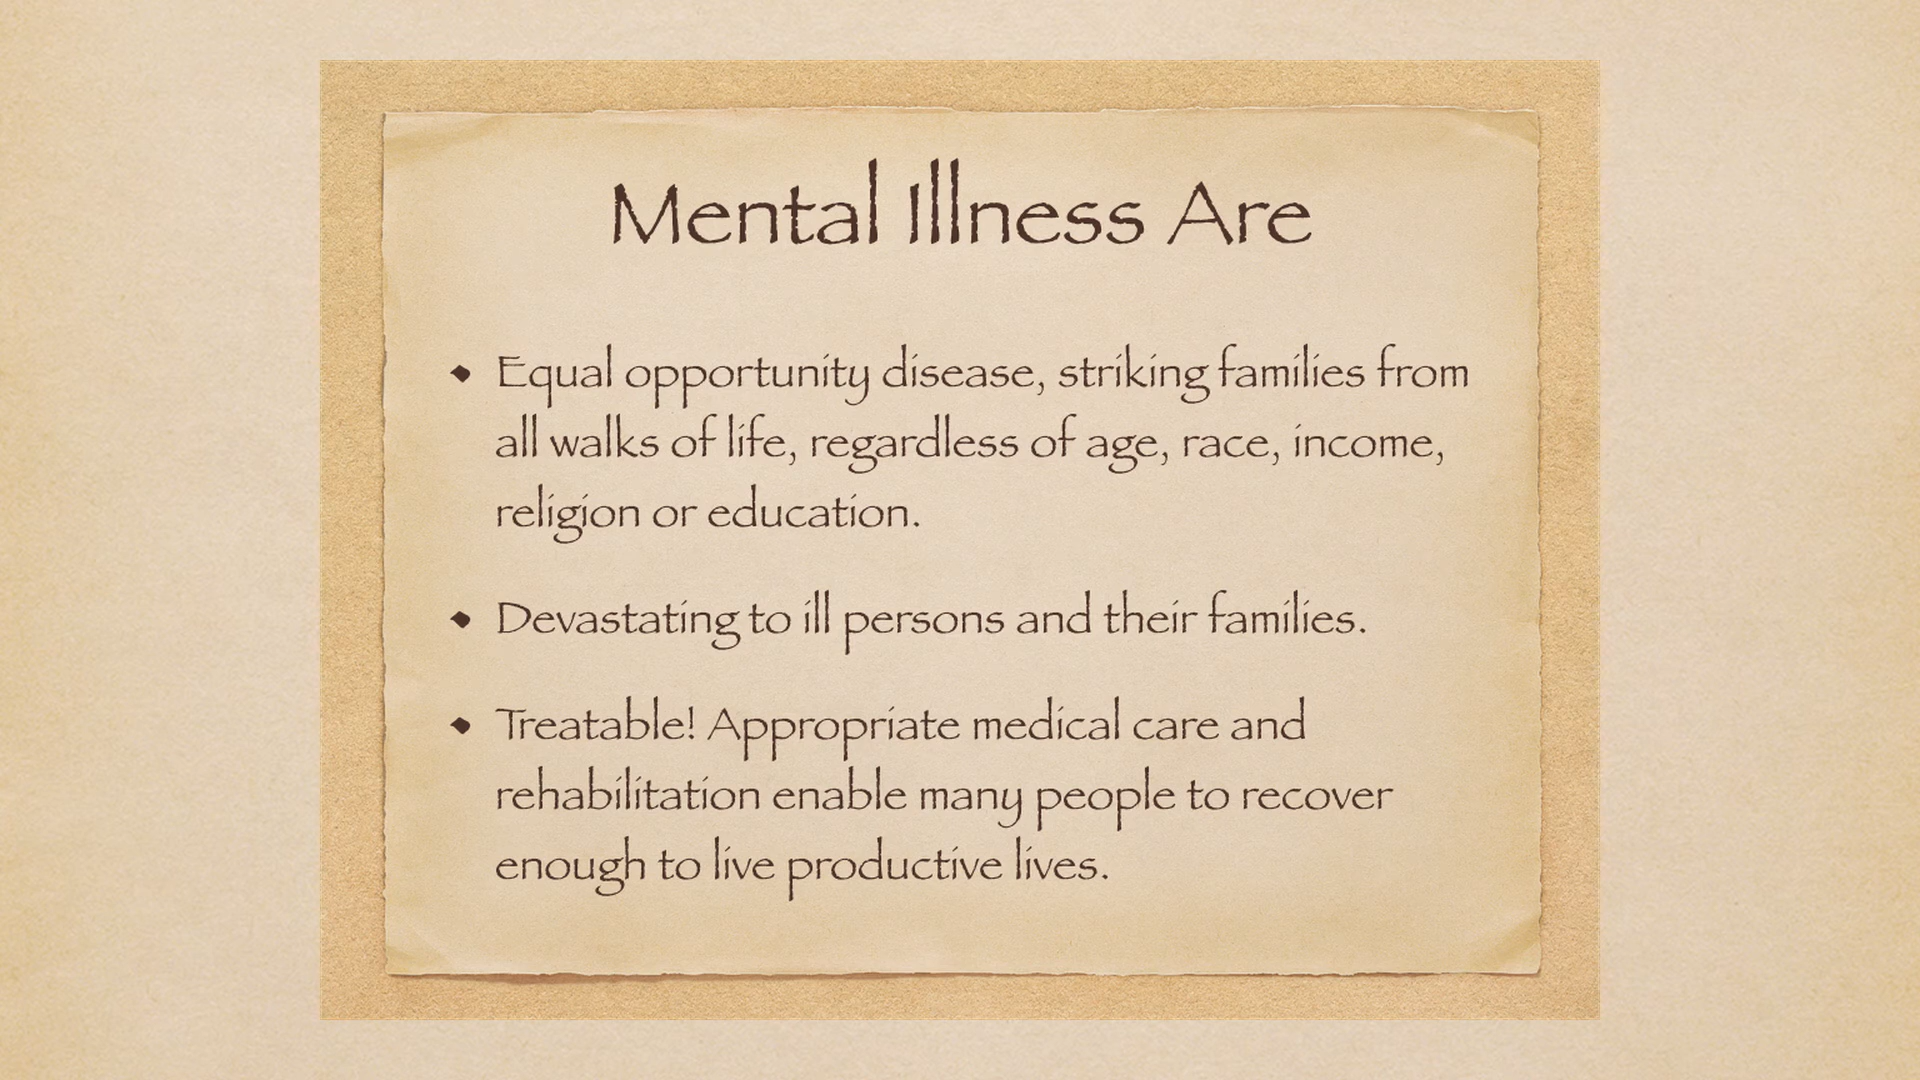 Mental Illness Are
• Equal opportunity disease, striking families from
all walks of life, regardless of age, race, income,
religion or education.
• Devastating to ill persons and their families.
• Treatable! Appropriate medical care and
rehabilitation enable many people to recover
enough to live productive lives.